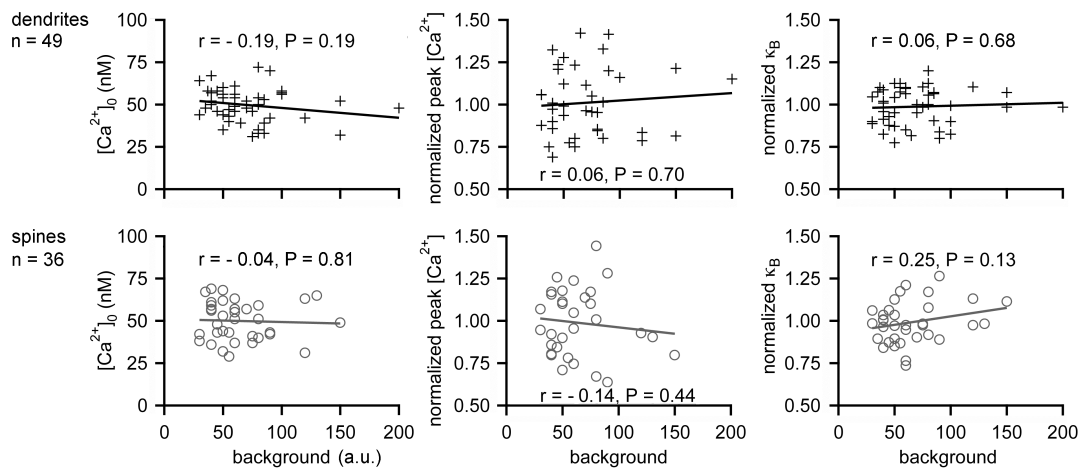 dendrites
n = 49
[Ca2+]0 (nM)
100
75
50
25
0
r = - 0.19, P = 0.19
normalized peak [Ca2+]
1.50
1.25
1.00
0.75
0.50
r = 0.06, P = 0.70
normalized κB
1.50
1.25
1.00
0.75
0.50
r = 0.06, P = 0.68
spines
n = 36
[Ca2+]0 (nM)
100
75
50
25
0
r = - 0.04, P = 0.81
0 50 100 150 200
background (a.u.)
normalized peak [Ca2+]
1.50
1.25
1.00
0.75
0.50
r = - 0.14, P = 0.44
0 50 100 150 200
background
normalized κB
1.50
1.25
1.00
0.75
0.50
r = 0.25, P = 0.13
0 50 100 150 200
background